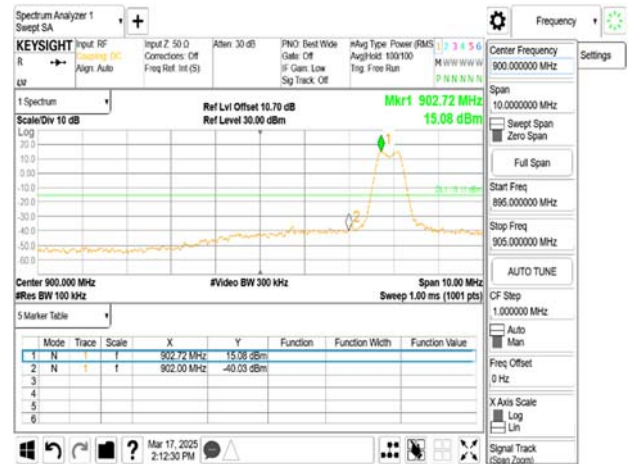 Spectrum Analyzer 1
Swept SA
+
Frequency
Settings
KEYSIGHT
R
Input: RF
Coupling: DC
Align: Auto
Input Z: 50 Ω
Corrections: Off
Freq Ref: Int (S)
Atten: 30 dB
PNO: Best Wide
Gate: Off
IF Gain: Low
Sig Track: Off
#Avg Type: Power (RMS
Avg|Hold: 100/100
Trig: Free Run
1 2 3 4 5 6
M W W W W W
P N N N N N
1 Spectrum
Scale/Div 10 dB
Ref Lvl Offset 10.70 dB
Ref Level 30.00 dBm
Mkr1 902.72 MHz
15.08 dBm
Log
20.0
10.0
0.00
-10.0
-20.0
-30.0
-40.0
-50.0
-60.0
1
2
Center 900.000 MHz
#Res BW 100 kHz
#Video BW 300 kHz
Span 10.00 MHz
Sweep 1.00 ms (1001 pts)
5 Marker Table
Mode Trace Scale X Y Function Function Width Function Value
1 N 1 f 902.72 MHz 15.08 dBm
2 N 1 f 902.00 MHz -40.03 dBm
3
4
5
6
Mar 17, 2025
2:12:30 PM
?
Center Frequency
900.000000 MHz
Span
10.0000000 MHz
Swept Span
Zero Span
Full Span
Start Freq
895.000000 MHz
Stop Freq
905.000000 MHz
AUTO TUNE
CF Step
1.000000 MHz
Auto
Man
Freq Offset
0 Hz
X Axis Scale
Log
Lin
Signal Track
(Span Zoom)